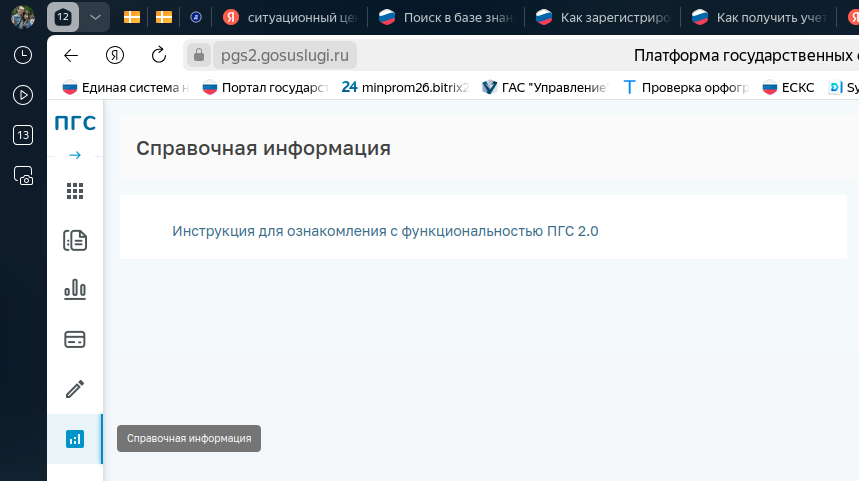 12
ситуационный це
Поиск в базе знан
Как зарегистриро
Как получить учет
pgs2.gosuslugi.ru
Платформа государственных
Единая система н
Портал государст
24 minprom26.bitrix2
ГАС "Управление"
Проверка орфогр
ЕСКС
Sy
13
ПГС
Справочная информация
Инструкция для ознакомления с функциональностью ПГС 2.0
Справочная информация